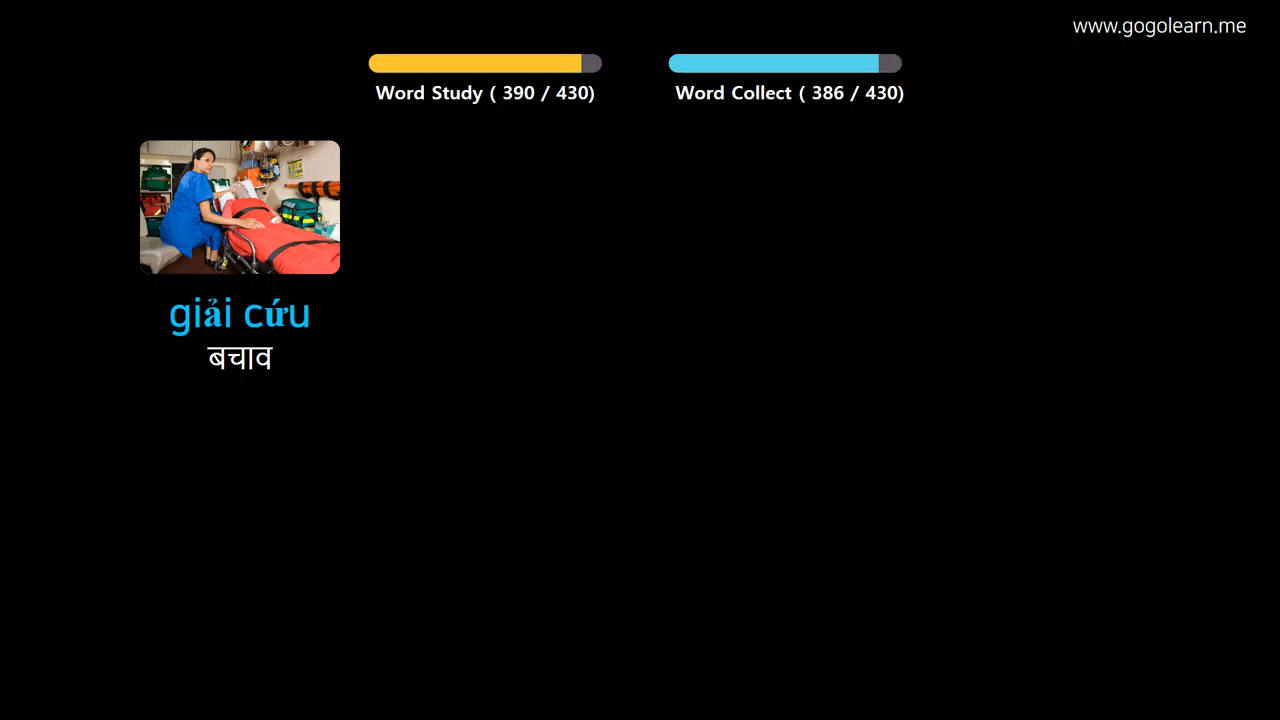 www.gogolearn.me
Word Study ( 390 / 430)
Word Collect ( 386 / 430)
giải cứu
बचाव